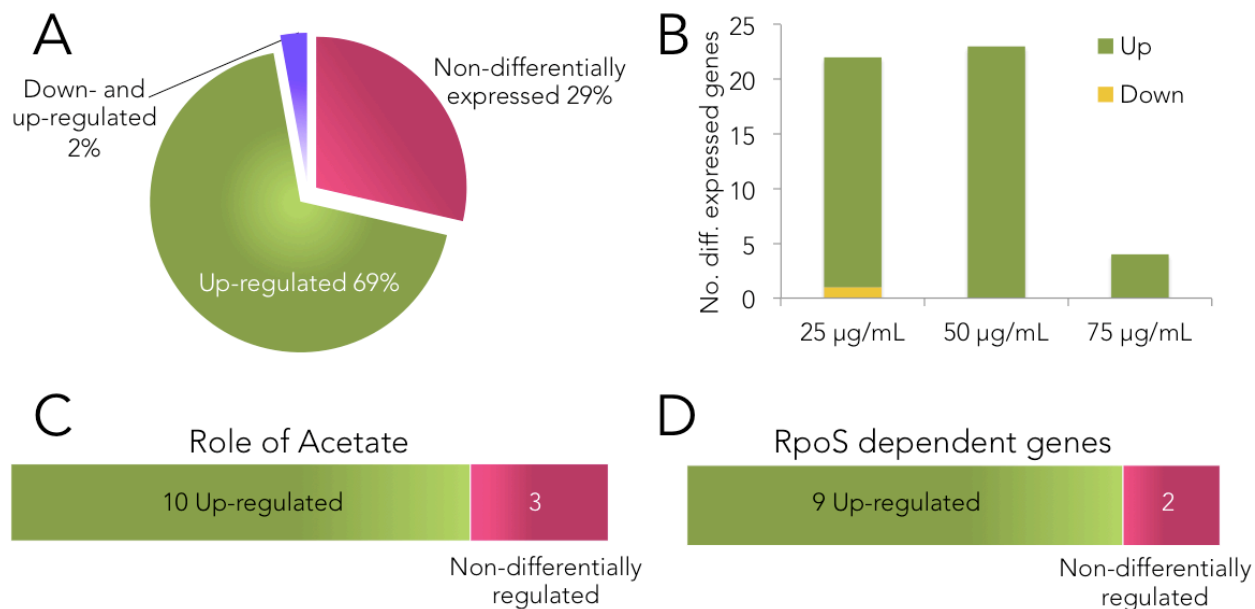 A
Down- and
up-regulated
2%
Non-differentially
expressed 29%
Up-regulated 69%
B
No. diff. expressed genes
25
20
15
10
5
0
Up
Down
25 µg/mL
50 µg/mL
75 µg/mL
C
Role of Acetate
10 Up-regulated
3
Non-differentially
regulated
D
RpoS dependent genes
9 Up-regulated
2
Non-differentially
regulated